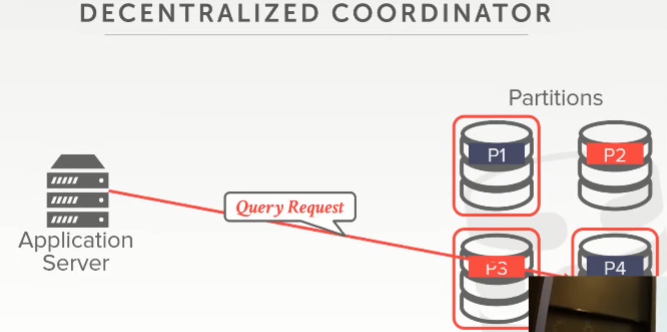 DECENTRALIZED COORDINATOR
Partitions
P1
P2
Query Request
Application
Server
P3
P4